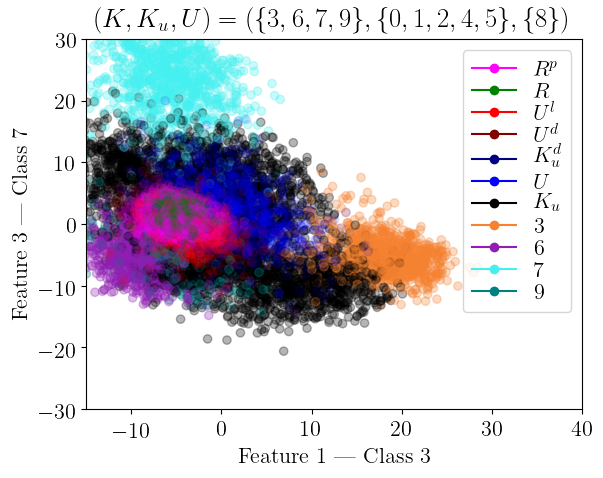 (K, K_u, U) = ({3, 6, 7, 9}, {0, 1, 2, 4, 5}, {8})
30
20
10
0
−10
−20
−30
Feature 3 — Class 7
R^p
R
U^l
U^d
K_u^d
U
K_u
3
6
7
9
−10
0
10
20
30
40
Feature 1 — Class 3